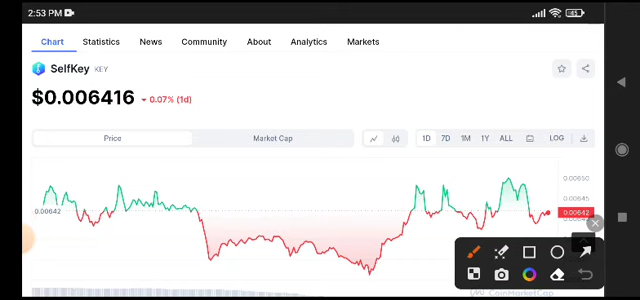 2:53 PM
65
Chart Statistics News Community About Analytics Markets
SelfKey KEY
$0.006416 0.07% (1d)
Price Market Cap 1D 7D 1M 1Y ALL LOG
0.00650
0.00645
0.00642 0.00642
CoinMarketCap